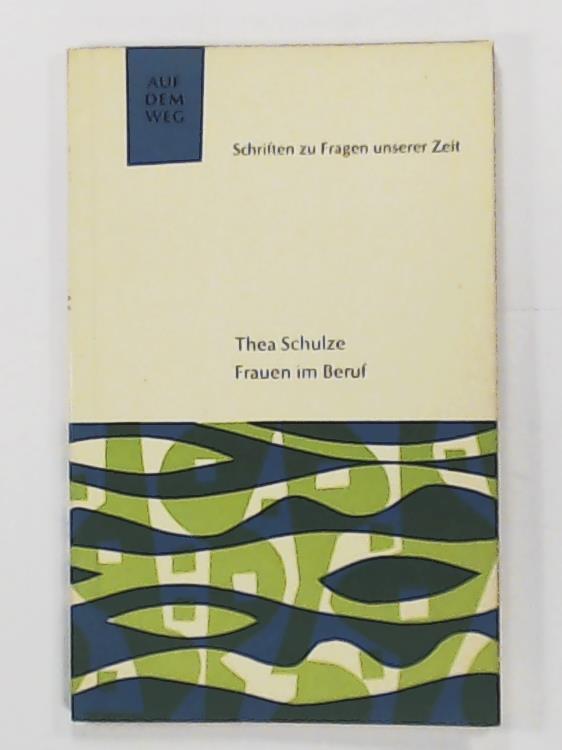 AUF
DEM
WEG
Schriften zu Fragen unserer Zeit
Thea Schulze
Frauen im Beruf